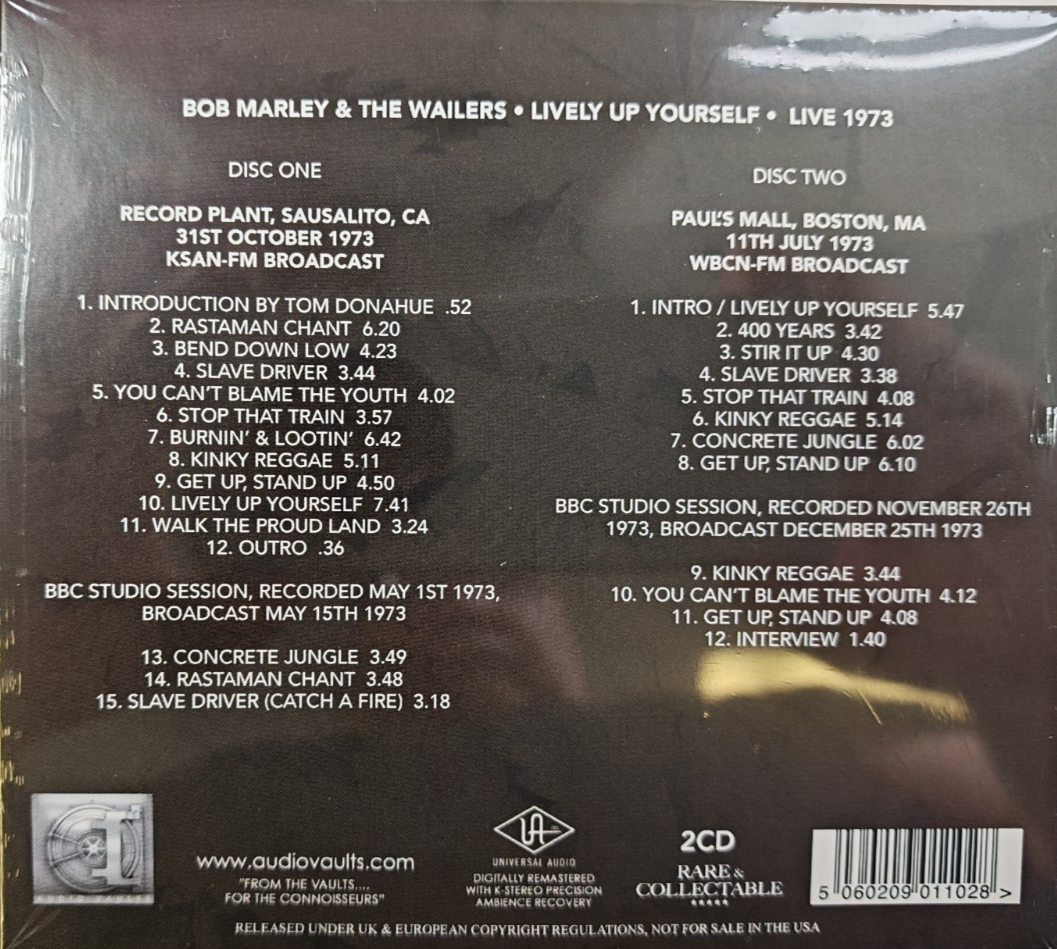 BOB MARLEY & THE WAILERS • LIVELY UP YOURSELF • LIVE 1973
DISC ONE
RECORD PLANT, SAUSALITO, CA
31ST OCTOBER 1973
KSAN-FM BROADCAST
1. INTRODUCTION BY TOM DONAHUE .52
2. RASTAMAN CHANT 6.20
3. BEND DOWN LOW 4.23
4. SLAVE DRIVER 3.44
5. YOU CAN'T BLAME THE YOUTH 4.02
6. STOP THAT TRAIN 3.57
7. BURNIN' & LOOTIN' 6.42
8. KINKY REGGAE 5.11
9. GET UP, STAND UP 4.50
10. LIVELY UP YOURSELF 7.41
11. WALK THE PROUD LAND 3.24
12. OUTRO .36
BBC STUDIO SESSION, RECORDED MAY 1ST 1973,
BROADCAST MAY 15TH 1973
13. CONCRETE JUNGLE 3.49
14. RASTAMAN CHANT 3.48
15. SLAVE DRIVER (CATCH A FIRE) 3.18
DISC TWO
PAUL'S MALL, BOSTON, MA
11TH JULY 1973
WBCN-FM BROADCAST
1. INTRO / LIVELY UP YOURSELF 5.47
2. 400 YEARS 3.42
3. STIR IT UP 4.30
4. SLAVE DRIVER 3.38
5. STOP THAT TRAIN 4.08
6. KINKY REGGAE 5.14
7. CONCRETE JUNGLE 6.02
8. GET UP, STAND UP 6.10
BBC STUDIO SESSION, RECORDED NOVEMBER 26TH
1973, BROADCAST DECEMBER 25TH 1973
9. KINKY REGGAE 3.44
10. YOU CAN'T BLAME THE YOUTH 4.12
11. GET UP, STAND UP 4.08
12. INTERVIEW 1.40
AUDIO VAULTS
www.audiovaults.com
"FROM THE VAULTS....
FOR THE CONNOISSEURS"
UA
UNIVERSAL AUDIO
DIGITALLY REMASTERED
WITH K-STEREO PRECISION
AMBIENCE RECOVERY
2CD
RARE &
COLLECTABLE
5 060209 011028 >
RELEASED UNDER UK & EUROPEAN COPYRIGHT REGULATIONS, NOT FOR SALE IN THE USA